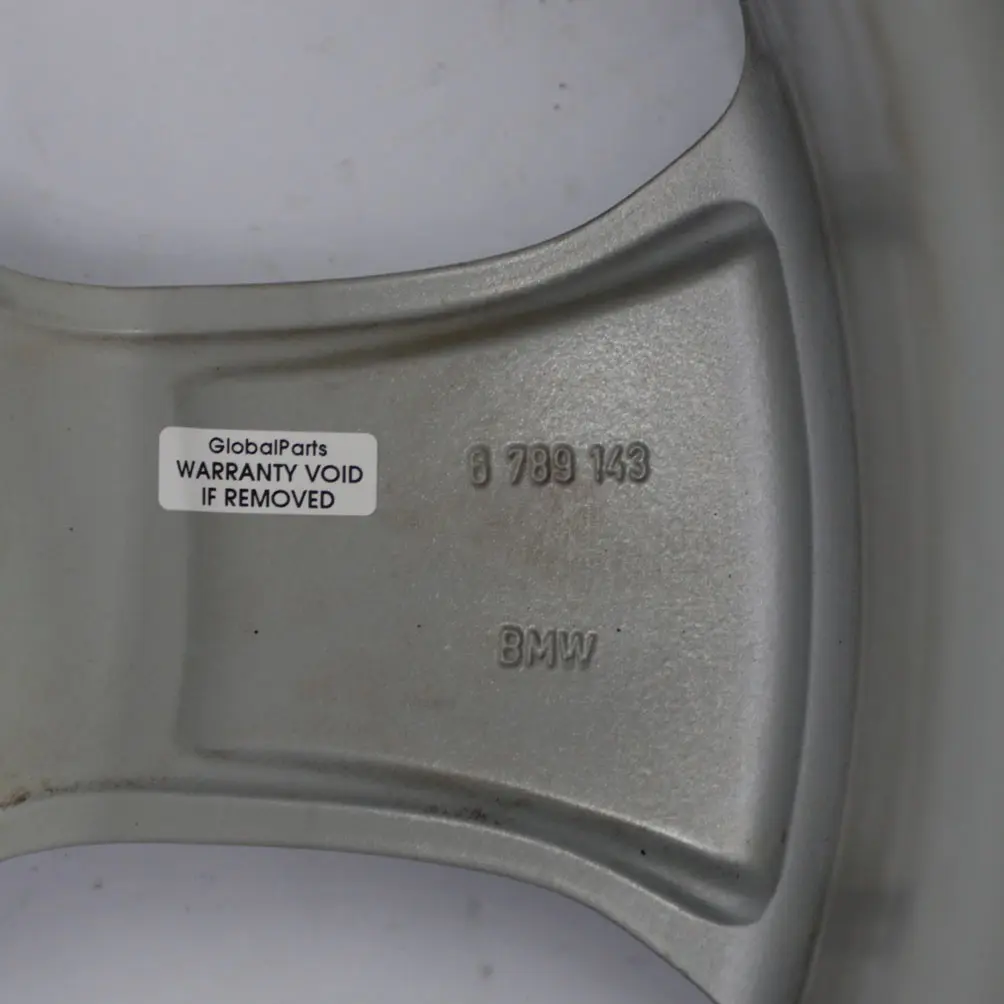 GlobalParts
WARRANTY VOID
IF REMOVED
6 789 143
BMW